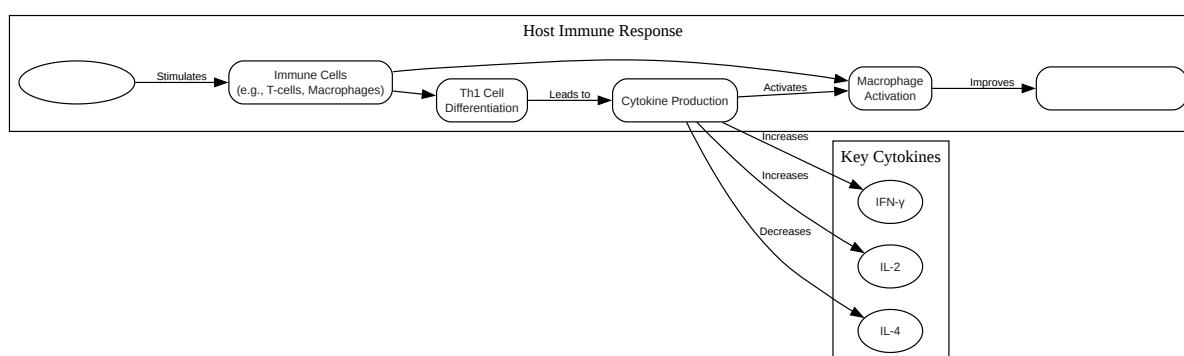 Host Immune Response
Stimulates
Immune Cells
(e.g., T-cells, Macrophages)
Th1 Cell
Differentiation
Leads to
Cytokine Production
Activates
Macrophage
Activation
Improves
Increases
Key Cytokines
IFN-γ
Increases
IL-2
Decreases
IL-4